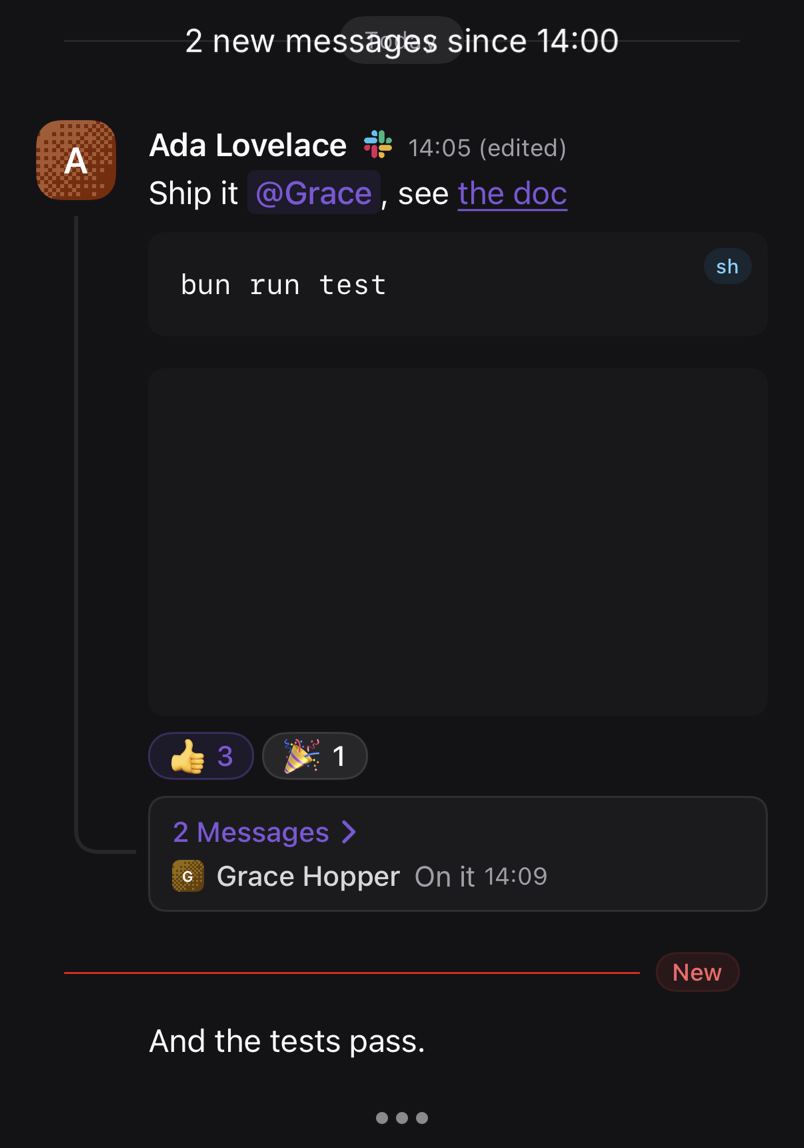 2 new messages since 14:00
Today
A
Ada Lovelace 14:05 (edited)
Ship it @Grace, see the doc
sh
bun run test
👍 3 🎉 1
2 Messages >
G Grace Hopper On it 14:09
New
And the tests pass.